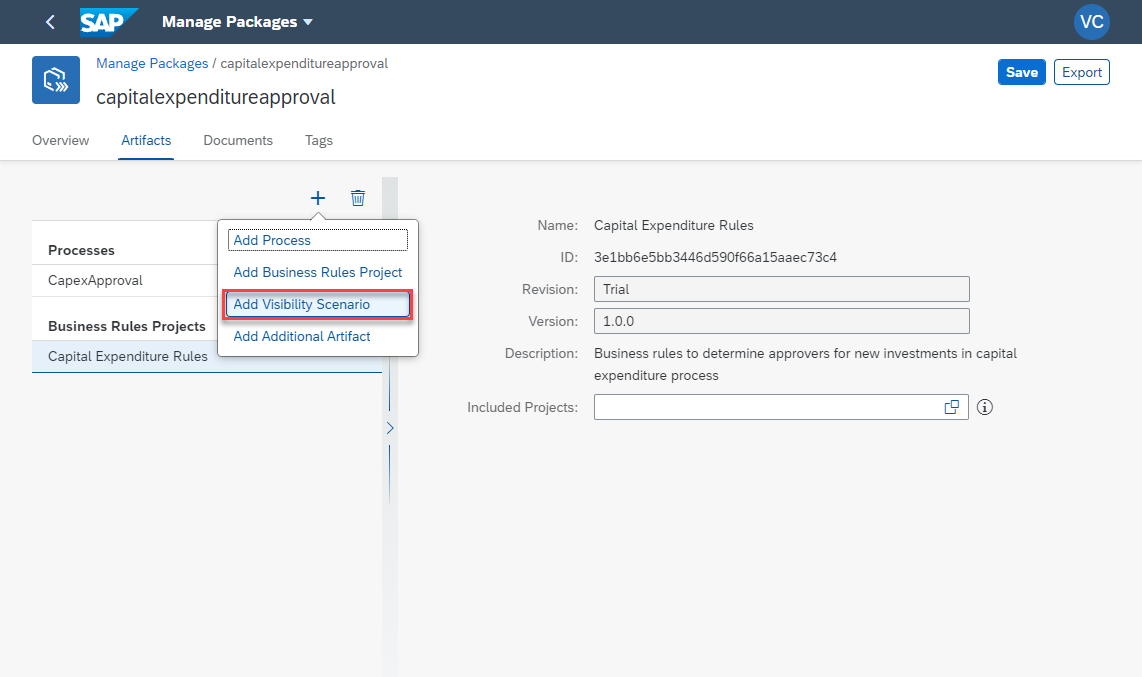 SAP
Manage Packages
VC
Manage Packages / capitalexpenditureapproval
capitalexpenditureapproval
Save
Export
Overview
Artifacts
Documents
Tags
Add Process
Add Business Rules Project
Add Visibility Scenario
Add Additional Artifact
Processes
CapexApproval
Business Rules Projects
Capital Expenditure Rules
Name: Capital Expenditure Rules
ID: 3e1bb6e5bb3446d590f66a15aaec73c4
Revision: Trial
Version: 1.0.0
Description: Business rules to determine approvers for new investments in capital
expenditure process
Included Projects: